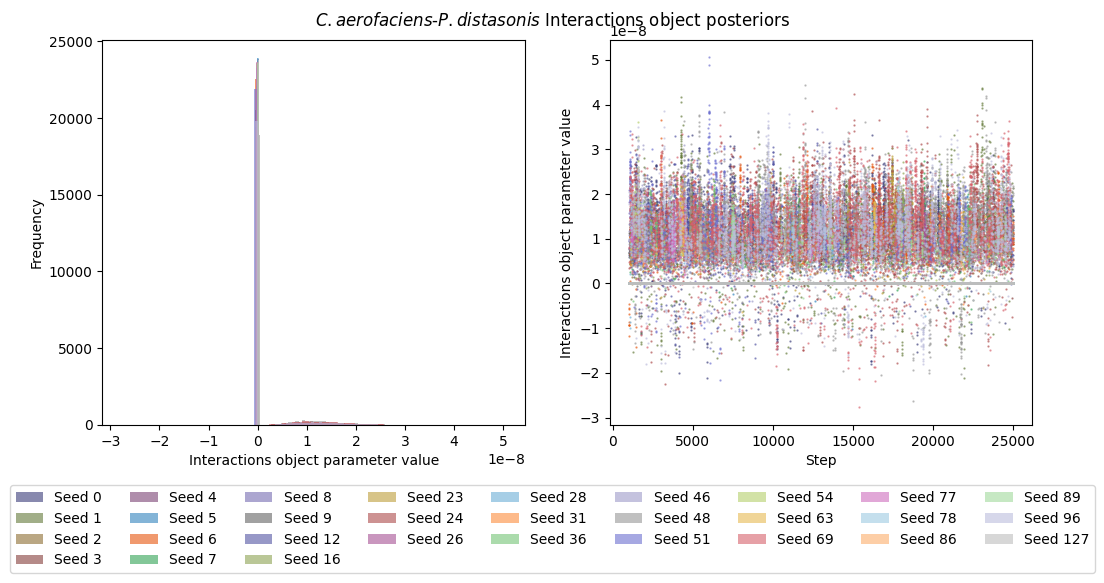 C. aerofaciens-P. distasonis Interactions object posteriors
25000
20000
15000
10000
5000
0
Frequency
−3 −2 −1 0 1 2 3 4 5
1e−8
Interactions object parameter value
1e−8
5
4
3
2
1
0
−1
−2
−3
Interactions object parameter value
0 5000 10000 15000 20000 25000
Step
Seed 0 Seed 4 Seed 8 Seed 23 Seed 28 Seed 46 Seed 54 Seed 77 Seed 89
Seed 1 Seed 5 Seed 9 Seed 24 Seed 31 Seed 48 Seed 63 Seed 78 Seed 96
Seed 2 Seed 6 Seed 12 Seed 26 Seed 36 Seed 51 Seed 69 Seed 86 Seed 127
Seed 3 Seed 7 Seed 16